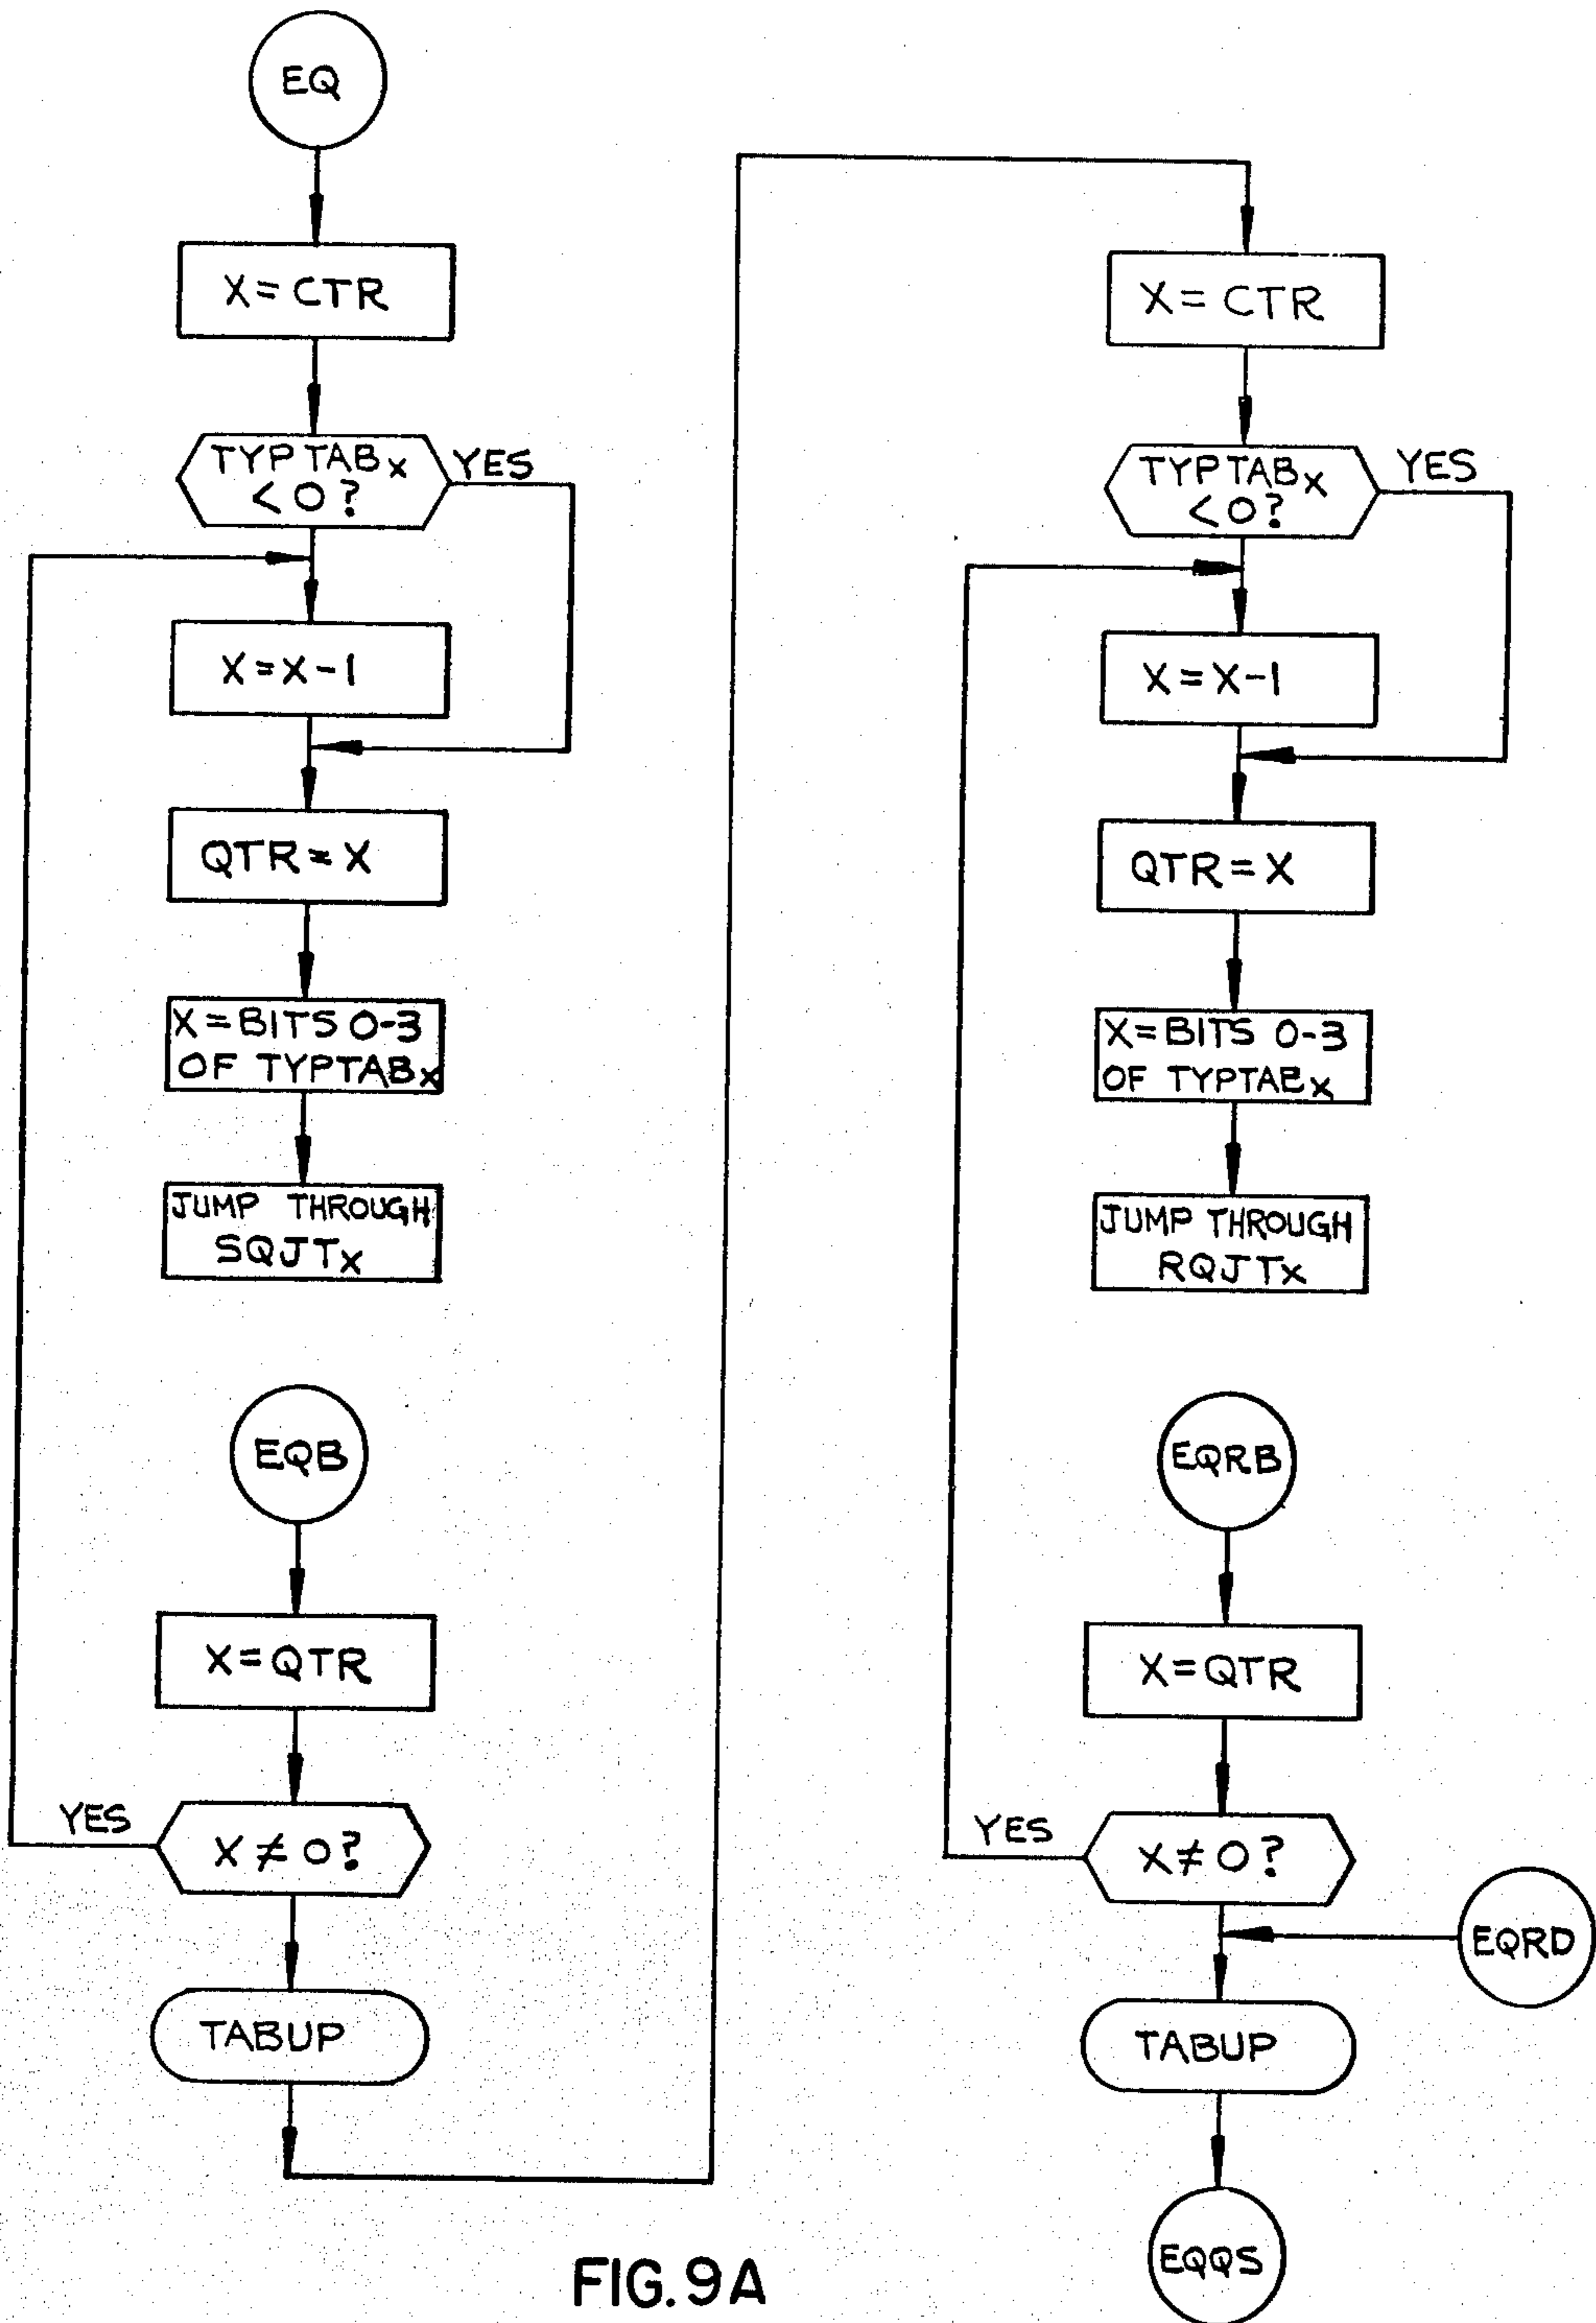 EQ
X = CTR
TYPTABx
< 0 ?
YES
X = X-1
QTR = X
X = BITS 0-3
OF TYPTABx
JUMP THROUGH
SQJTx
EQB
X = QTR
X ≠ 0 ?
YES
TABUP
X = CTR
TYPTABx
< 0 ?
YES
X = X-1
QTR = X
X = BITS 0-3
OF TYPTABx
JUMP THROUGH
RQJTx
EQRB
X = QTR
X ≠ 0 ?
YES
EQRD
TABUP
EQQS
FIG. 9A